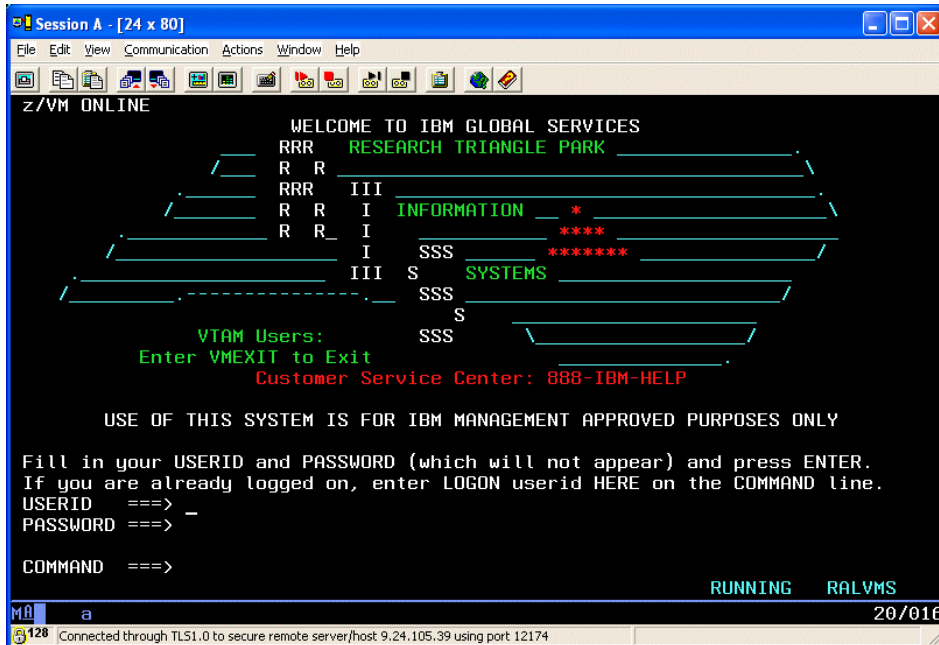 Session A - [24 x 80]
File Edit View Communication Actions Window Help
z/VM ONLINE
WELCOME TO IBM GLOBAL SERVICES
RRR RESEARCH TRIANGLE PARK
R R
RRR III
R R I INFORMATION *
R R_ I ****
I SSS *******
III S SYSTEMS
SSS
S
VTAM Users: SSS
Enter VMEXIT to Exit
Customer Service Center: 888-IBM-HELP
USE OF THIS SYSTEM IS FOR IBM MANAGEMENT APPROVED PURPOSES ONLY
Fill in your USERID and PASSWORD (which will not appear) and press ENTER.
If you are already logged on, enter LOGON userid HERE on the COMMAND line.
USERID ===> _
PASSWORD ===>
COMMAND ===>
RUNNING RALVMS
MA a 20/016
128 Connected through TLS1.0 to secure remote server/host 9.24.105.39 using port 12174